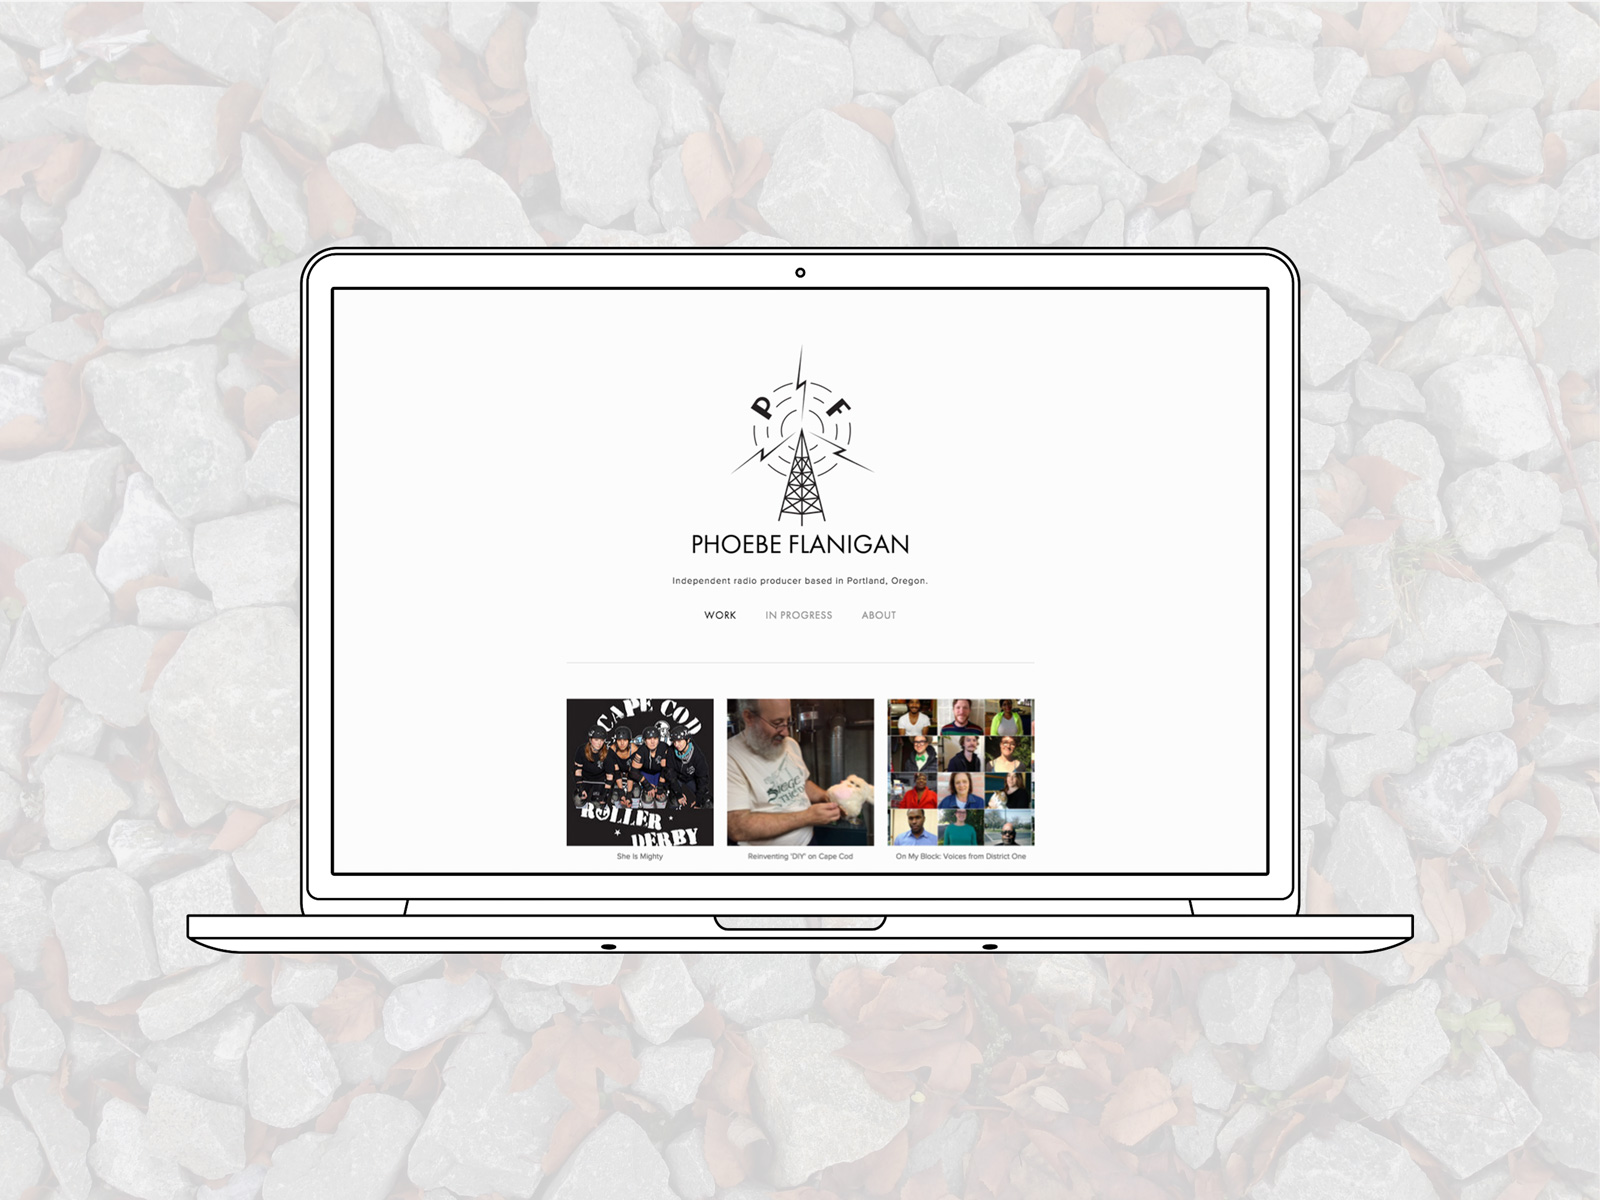 P F
PHOEBE FLANIGAN
Independent radio producer based in Portland, Oregon.
WORK IN PROGRESS ABOUT
CAPE COD
ROLLER
DERBY
Siege
She Is Mighty
Reinventing 'DIY' on Cape Cod
On My Block: Voices from District One